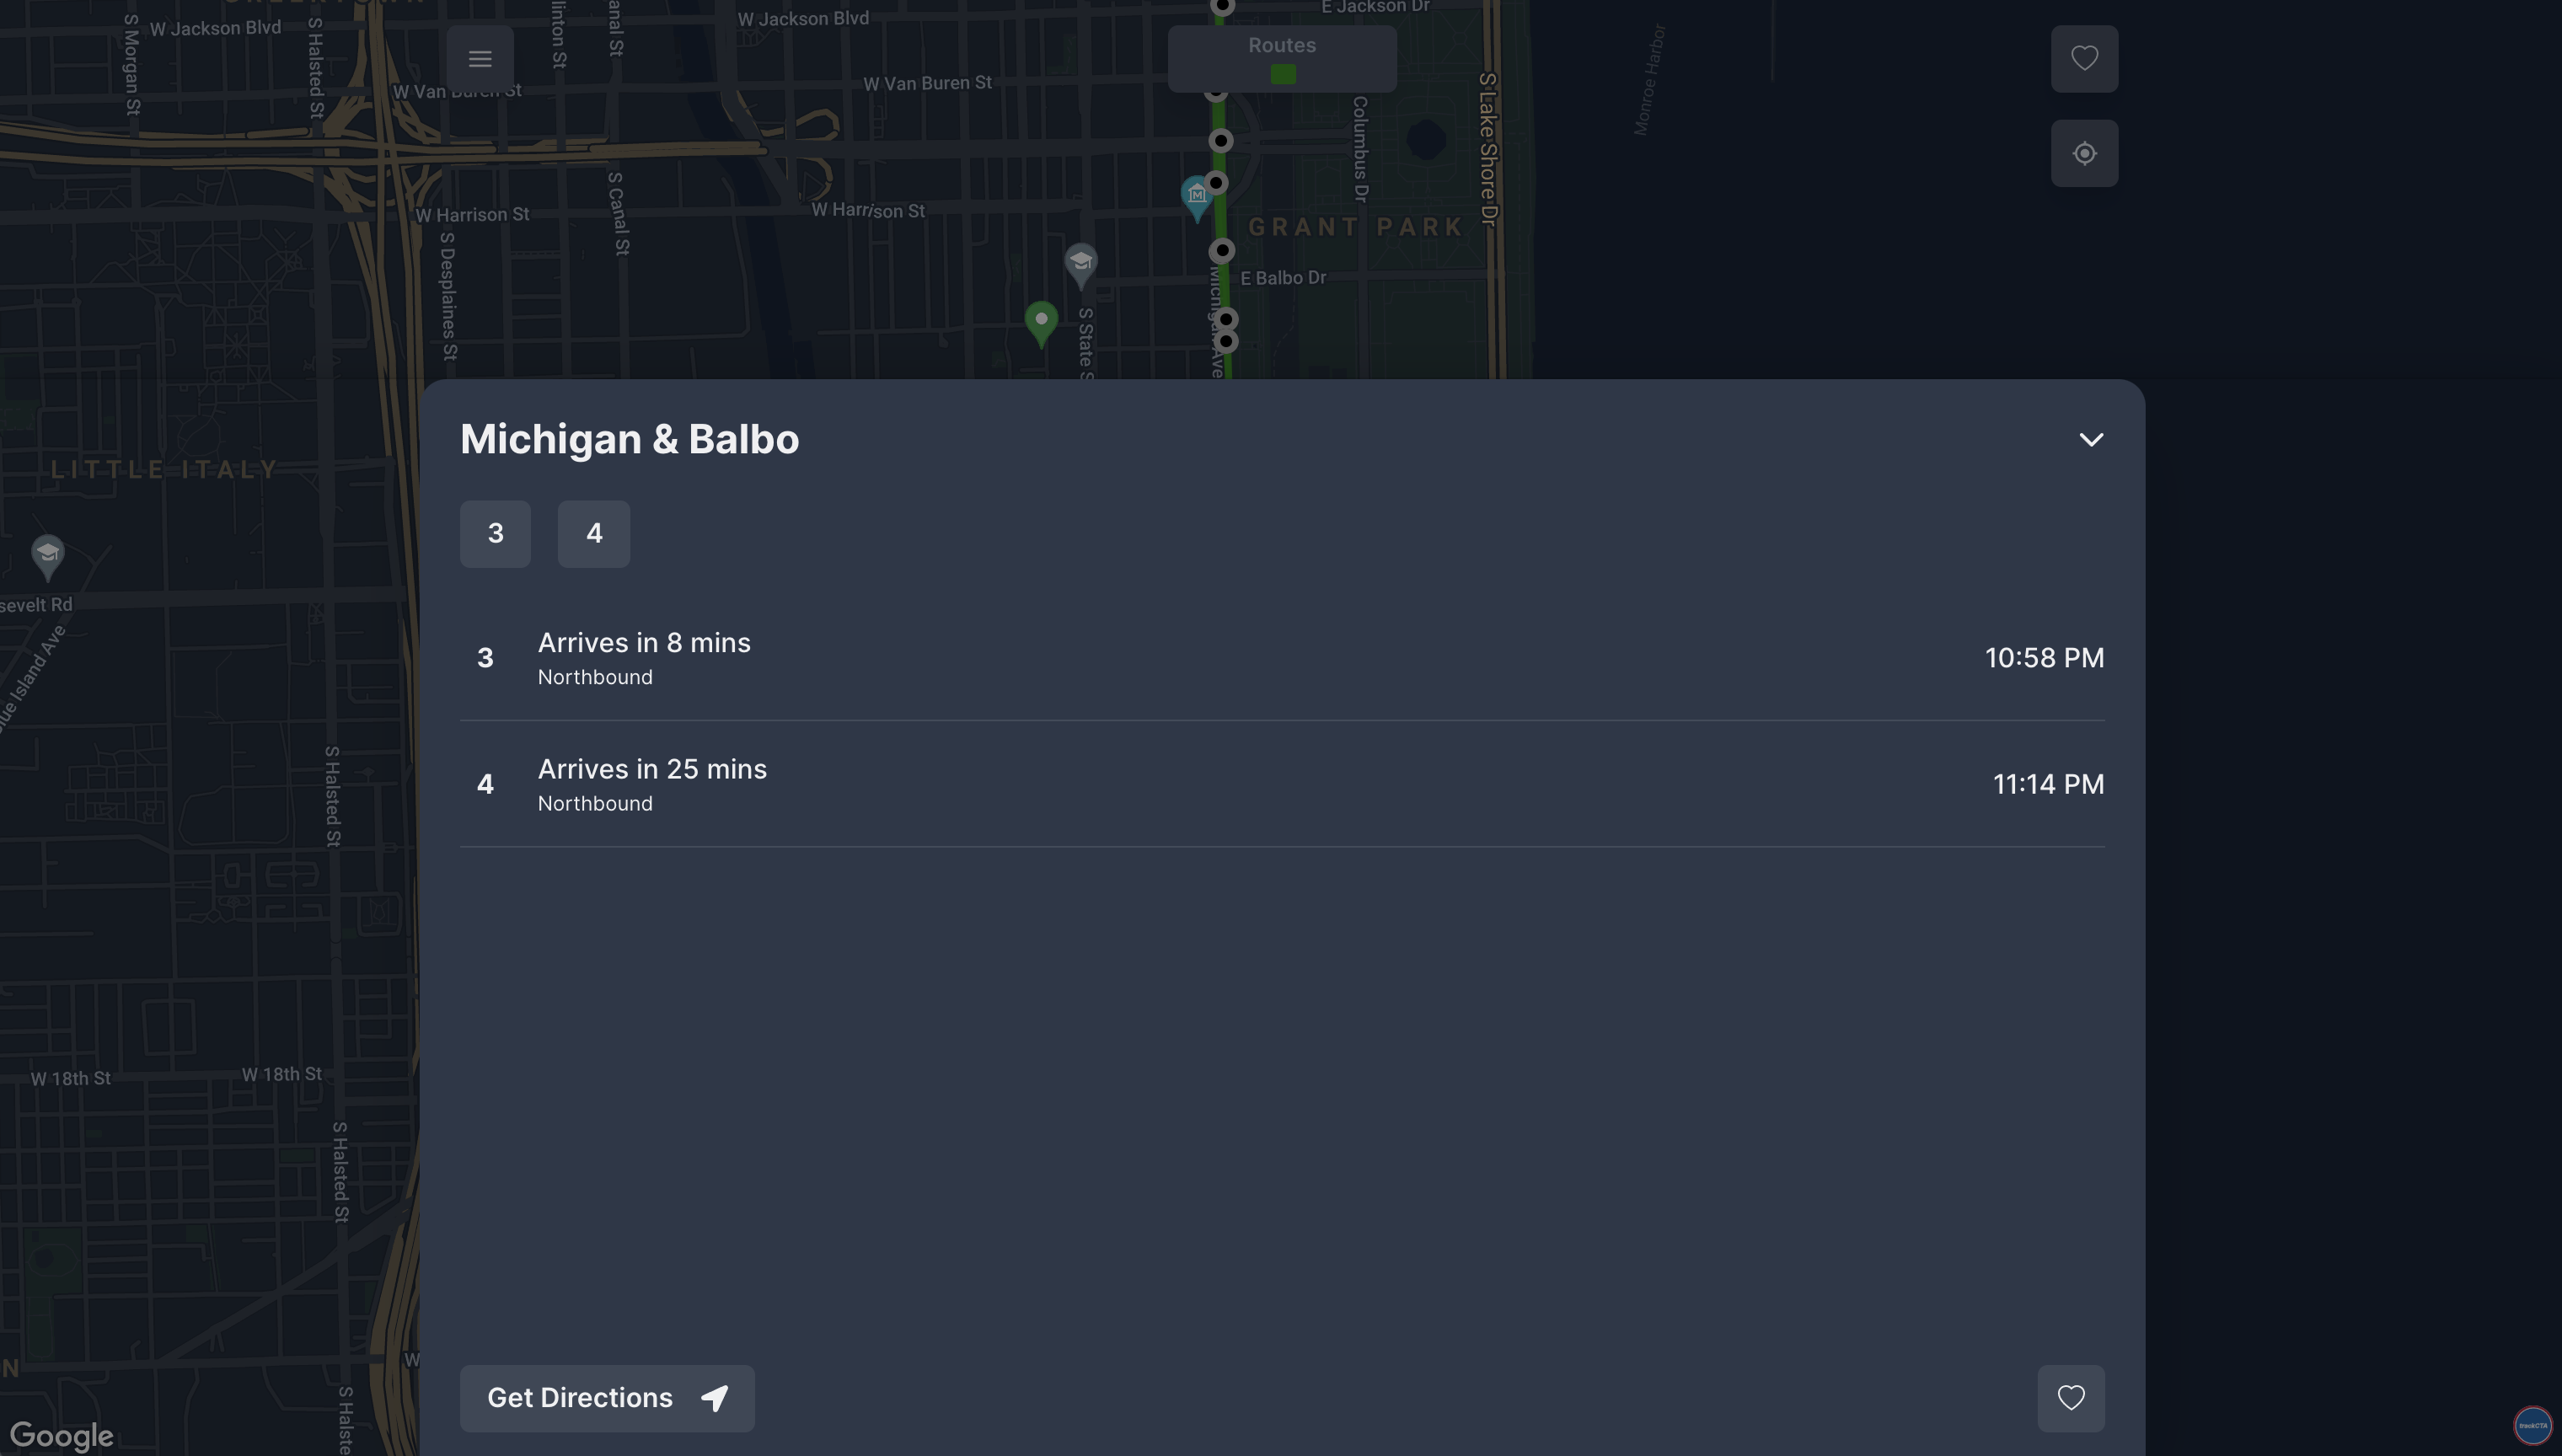 W Jackson Blvd
W Jackson Blvd
E Jackson Dr
S Morgan St
S Halsted St
linton St
anal St
Routes
W Van Buren St
W Van Buren St
Columbus Dr
S Lake Shore Dr
Monroe Harbor
W Harrison St
W Harrison St
S Canal St
S Desplaines St
GRANT PARK
E Balbo Dr
S State S
Michigan Ave
LITTLE ITALY
sevelt Rd
lue Island Ave
S Halsted St
W 18th St
W 18th St
S Halsted St
N
W
S Halste
Google
Michigan & Balbo
3
4
3
Arrives in 8 mins
Northbound
10:58 PM
4
Arrives in 25 mins
Northbound
11:14 PM
Get Directions
trackCTA